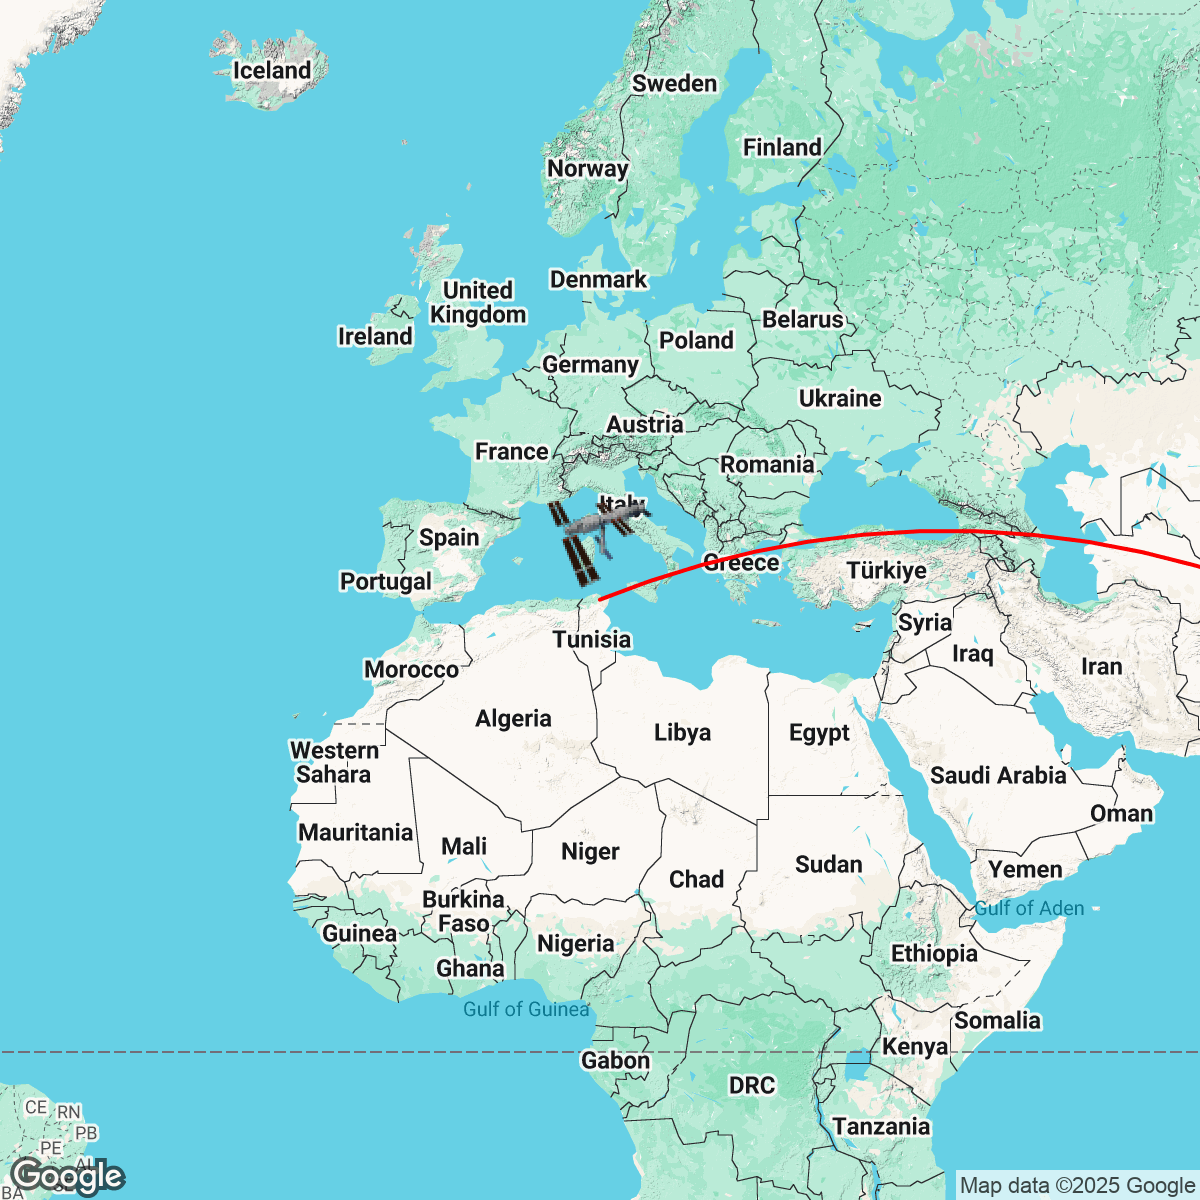 Iceland
Sweden
Finland
Norway
Denmark
United
Kingdom
Ireland
Belarus
Poland
Germany
Ukraine
Austria
France
Romania
Italy
Spain
Greece
Türkiye
Portugal
Syria
Tunisia
Iraq
Morocco
Iran
Algeria
Libya
Egypt
Western
Sahara
Saudi Arabia
Oman
Mauritania
Mali
Niger
Sudan
Yemen
Chad
Burkina
Faso
Gulf of Aden
Guinea
Nigeria
Ethiopia
Ghana
Gulf of Guinea
Somalia
Kenya
Gabon
DRC
CE
RN
PB
Tanzania
PE
AL
Google
BA
Map data ©2025 Google